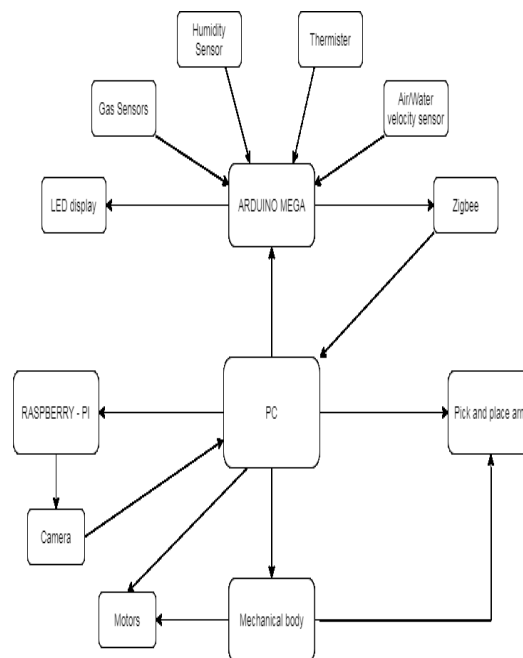 Humidity
Sensor
Thermister
Gas Sensors
Air/Water
velocity sensor
LED display
ARDUINO MEGA
Zigbee
RASPBERRY - PI
PC
Pick and place arm
Camera
Motors
Mechanical body